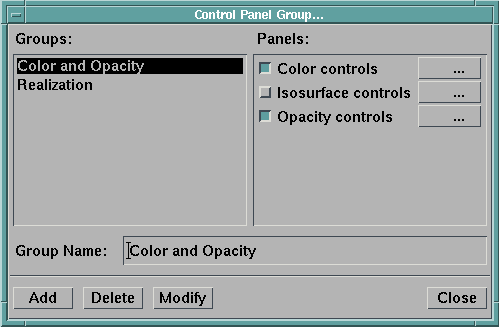 Control Panel Group...
Groups:
Panels:
Color and Opacity
Realization
Color controls ...
Isosurface controls ...
Opacity controls ...
Group Name: Color and Opacity
Add Delete Modify Close